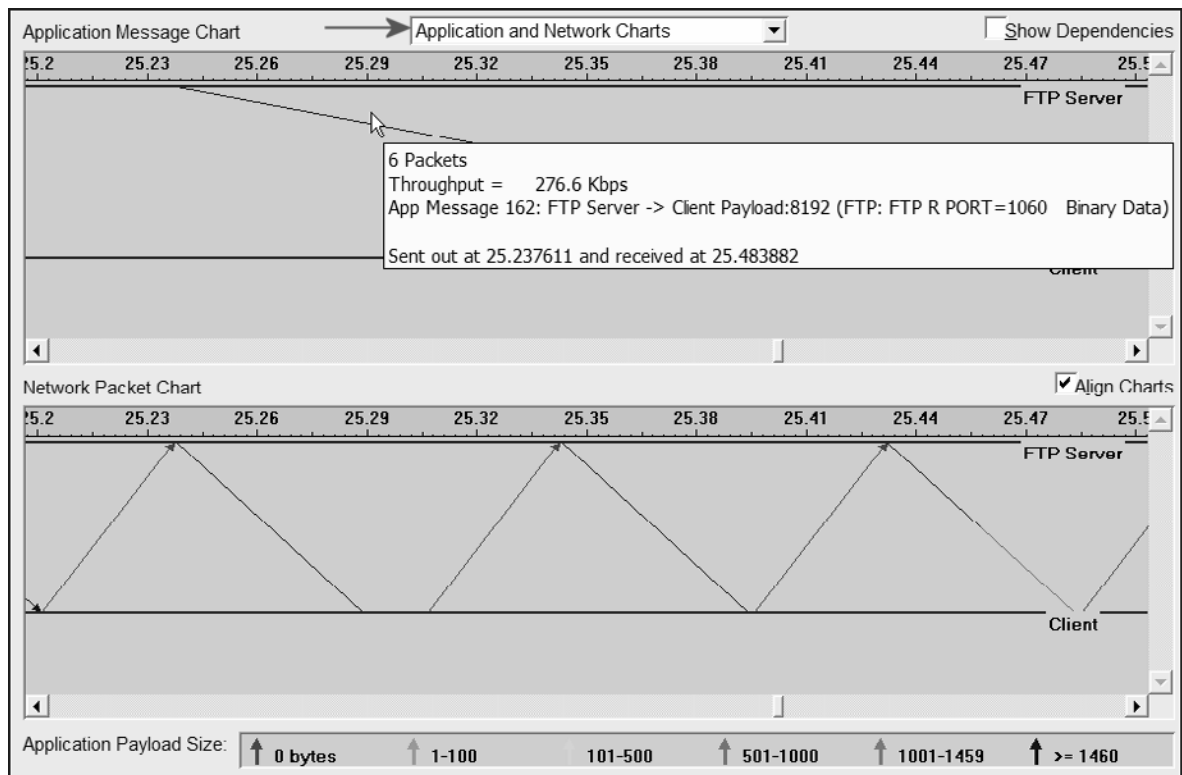 Application Message Chart
Application and Network Charts
Show Dependencies
25.23 25.26 25.29 25.32 25.35 25.38 25.41 25.44 25.47
FTP Server
6 Packets
Throughput = 276.6 Kbps
App Message 162: FTP Server -> Client Payload:8192 (FTP: FTP R PORT=1060 Binary Data)
Sent out at 25.237611 and received at 25.483882
Client
Network Packet Chart
Align Charts
25.23 25.26 25.29 25.32 25.35 25.38 25.41 25.44 25.47
FTP Server
Client
Application Payload Size: 0 bytes 1-100 101-500 501-1000 1001-1459 >= 1460